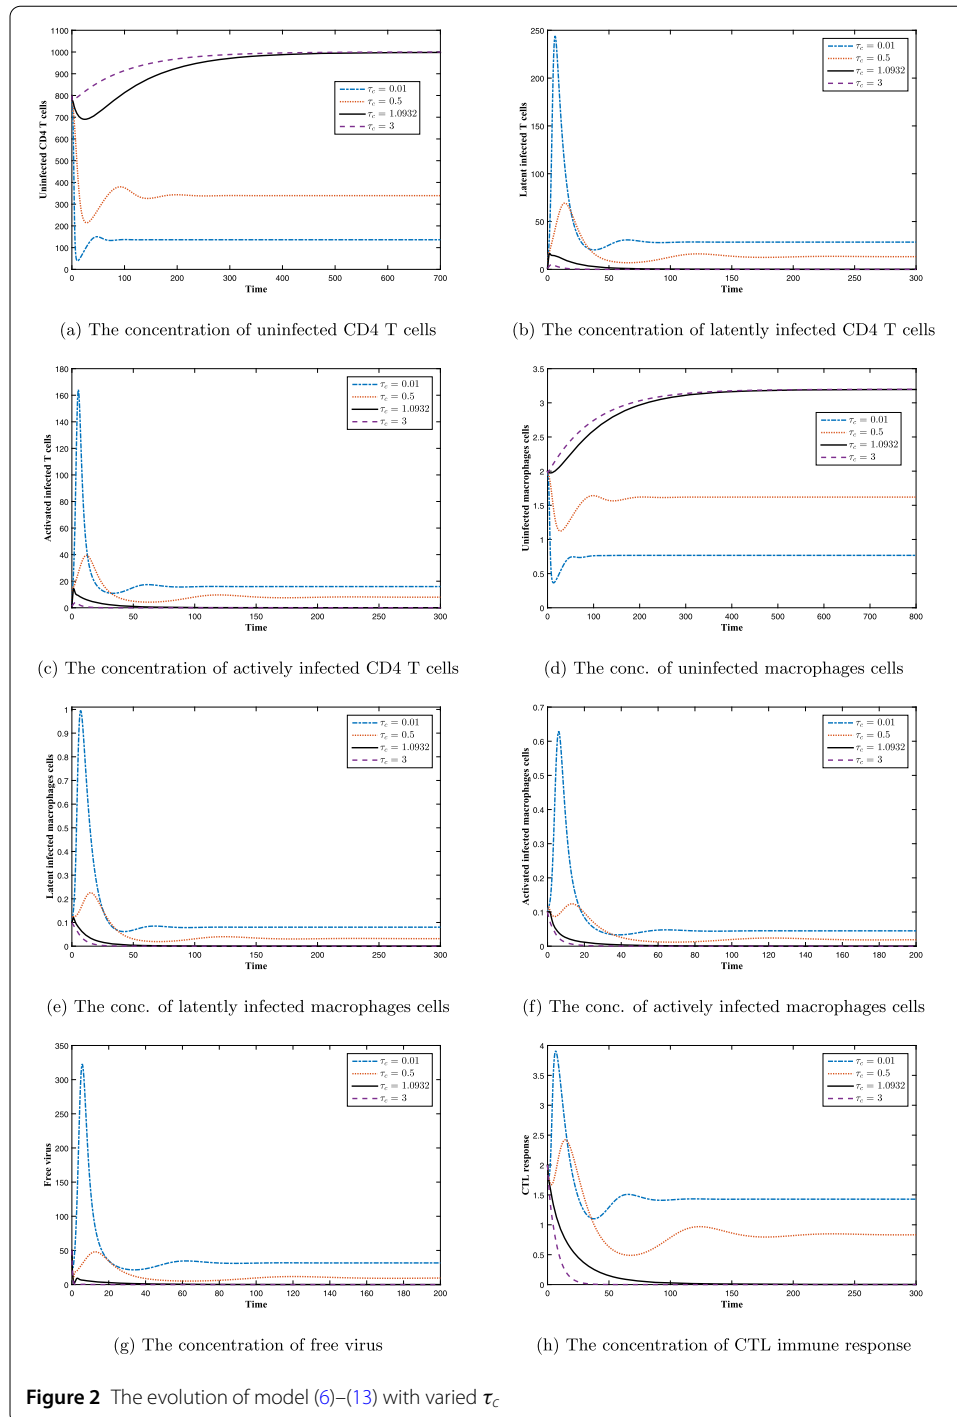 1100
1000
900
800
700
600
500
400
300
200
100
0
0 100 200 300 400 500 600 700
Time
Uninfected CD4 T cells
τc = 0.01
τc = 0.5
τc = 1.0932
τc = 3
(a) The concentration of uninfected CD4 T cells
250
200
150
100
50
0
0 50 100 150 200 250 300
Time
Latent infected T cells
τc = 0.01
τc = 0.5
τc = 1.0932
τc = 3
(b) The concentration of latently infected CD4 T cells
180
160
140
120
100
80
60
40
20
0
0 50 100 150 200 250 300
Time
Activated infected T cells
τc = 0.01
τc = 0.5
τc = 1.0932
τc = 3
(c) The concentration of actively infected CD4 T cells
3.5
3
2.5
2
1.5
1
0.5
0
0 100 200 300 400 500 600 700 800
Time
Uninfected macrophages cells
τc = 0.01
τc = 0.5
τc = 1.0932
τc = 3
(d) The conc. of uninfected macrophages cells
1
0.9
0.8
0.7
0.6
0.5
0.4
0.3
0.2
0.1
0
0 50 100 150 200 250 300
Time
Latent infected macrophages cells
τc = 0.01
τc = 0.5
τc = 1.0932
τc = 3
(e) The conc. of latently infected macrophages cells
0.7
0.6
0.5
0.4
0.3
0.2
0.1
0
0 20 40 60 80 100 120 140 160 180 200
Time
Activated infected macrophages cells
τc = 0.01
τc = 0.5
τc = 1.0932
τc = 3
(f) The conc. of actively infected macrophages cells
350
300
250
200
150
100
50
0
0 20 40 60 80 100 120 140 160 180 200
Time
Free virus
τc = 0.01
τc = 0.5
τc = 1.0932
τc = 3
(g) The concentration of free virus
4
3.5
3
2.5
2
1.5
1
0.5
0
0 50 100 150 200 250 300
Time
CTL response
τc = 0.01
τc = 0.5
τc = 1.0932
τc = 3
(h) The concentration of CTL immune response
Figure 2 The evolution of model (6)–(13) with varied τc